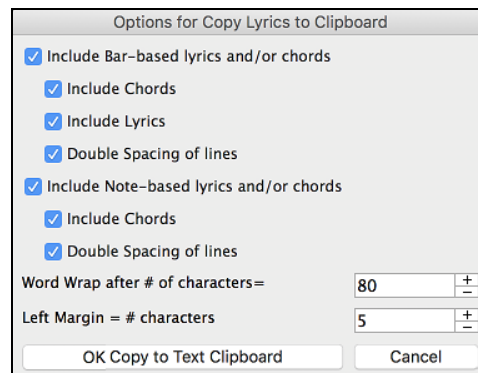 Options for Copy Lyrics to Clipboard
Include Bar-based lyrics and/or chords
Include Chords
Include Lyrics
Double Spacing of lines
Include Note-based lyrics and/or chords
Include Chords
Double Spacing of lines
Word Wrap after # of characters= 80 + −
Left Margin = # characters 5 + −
OK Copy to Text Clipboard Cancel